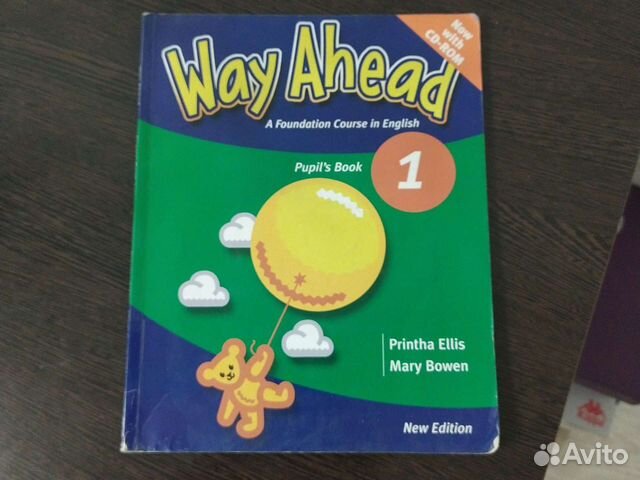 Now with
CD-ROM
Way Ahead
A Foundation Course in English
Pupil's Book
1
Printha Ellis
Mary Bowen
New Edition
Avito